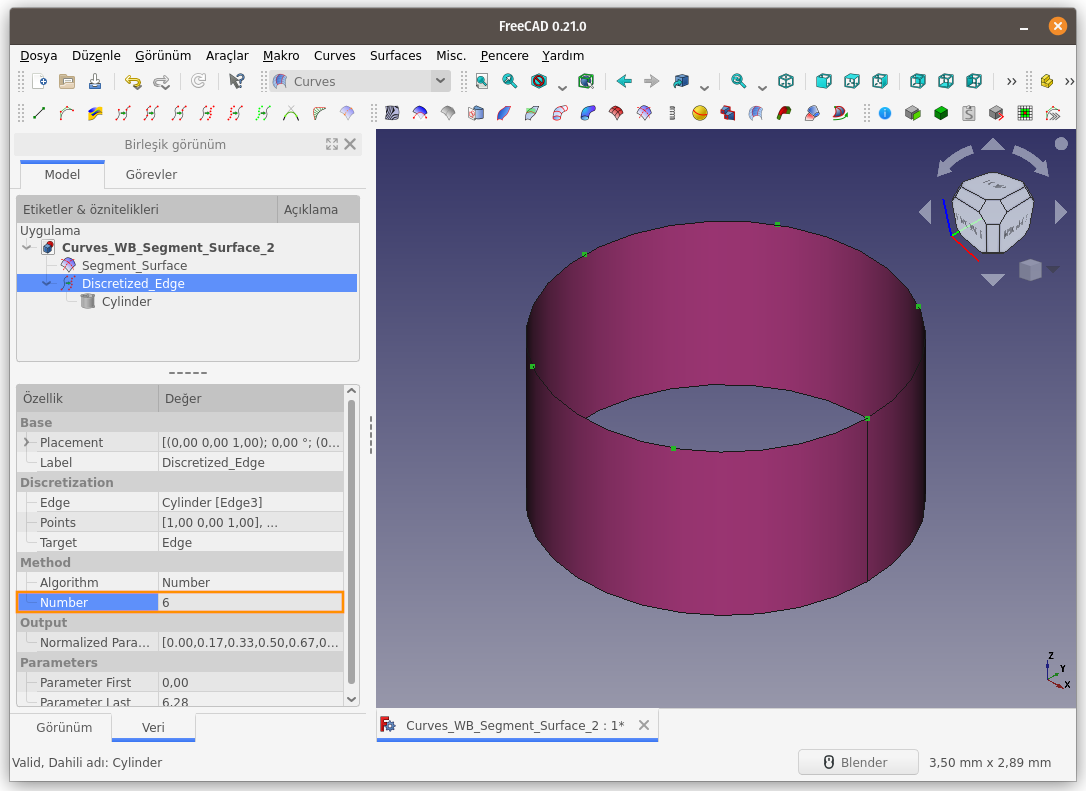 FreeCAD 0.21.0
Dosya Düzenle Görünüm Araçlar Makro Curves Surfaces Misc. Pencere Yardım
Curves
Birleşik görünüm
Model Görevler
Etiketler & öznitelikleri Açıklama
Uygulama
Curves_WB_Segment_Surface_2
Segment_Surface
Discretized_Edge
Cylinder
Özellik Değer
Base
Placement [(0,00 0,00 1,00); 0,00 °; (0...
Label Discretized_Edge
Discretization
Edge Cylinder [Edge3]
Points [1,00 0,00 1,00], ...
Target Edge
Method
Algorithm Number
Number 6
Output
Normalized Para... [0.00,0.17,0.33,0.50,0.67,0...
Parameters
Parameter First 0,00
Parameter Last 6,28
Görünüm Veri
Z
Y
X
Curves_WB_Segment_Surface_2 : 1*
Valid, Dahili adı: Cylinder
Blender 3,50 mm x 2,89 mm